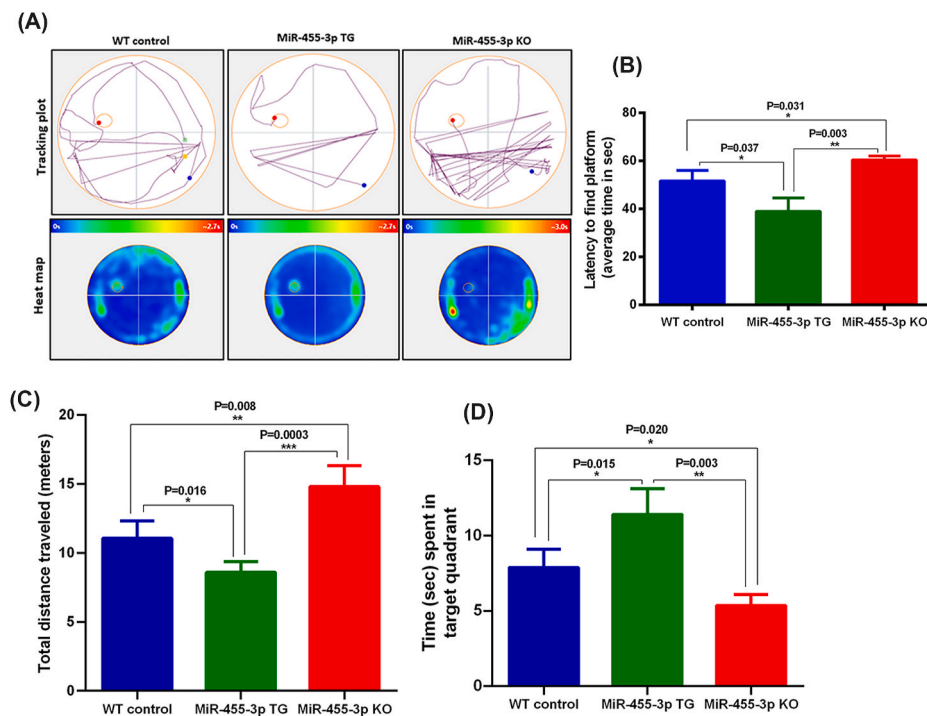 (A)
WT control
MiR-455-3p TG
MiR-455-3p KO
Tracking plot
0s
~2.7s
0s
~2.7s
0s
~3.0s
Heat map
(B)
Latency to find platform
(average time in sec)
80
60
40
20
0
P=0.031
*
P=0.037
*
P=0.003
**
WT control
MiR-455-3p TG
MiR-455-3p KO
(C)
Total distance traveled (meters)
20
15
10
5
0
P=0.008
**
P=0.0003
***
P=0.016
*
WT control
MiR-455-3p TG
MiR-455-3p KO
(D)
Time (sec) spent in
target quadrant
15
10
5
0
P=0.020
*
P=0.015
*
P=0.003
**
WT control
MiR-455-3p TG
MiR-455-3p KO